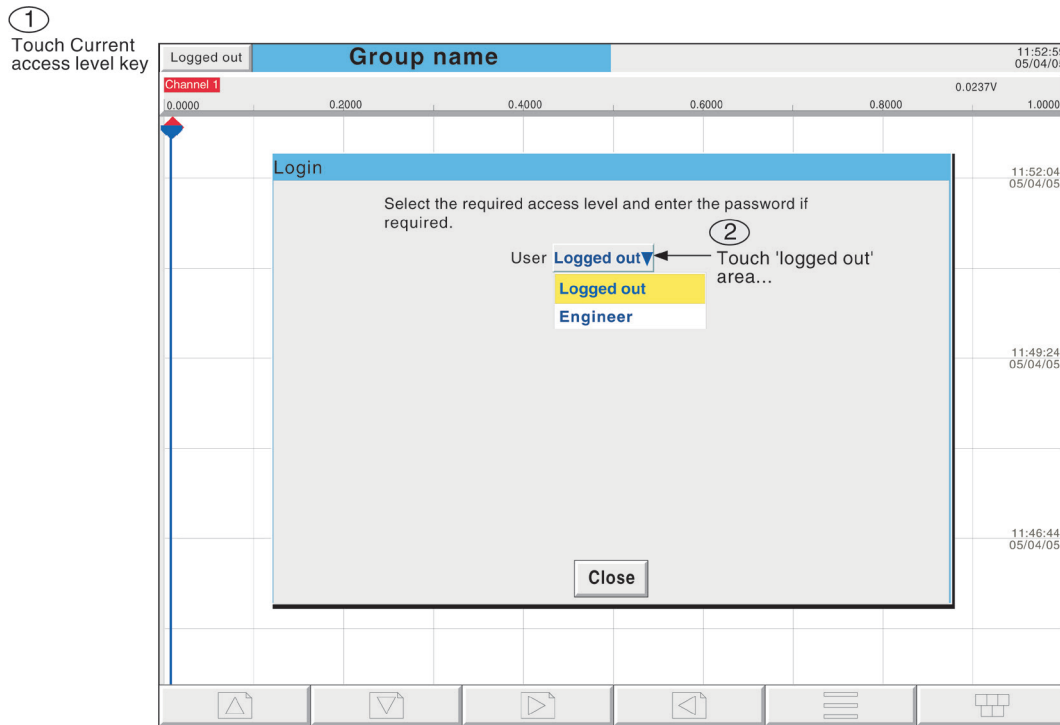 1
Touch Current
access level key
Logged out
Group name
11:52:5
05/04/0
Channel 1
0.0237V
0.0000 0.2000 0.4000 0.6000 0.8000 1.0000
Login
11:52:04
05/04/05
Select the required access level and enter the password if
required.
2
User Logged out
Touch 'logged out'
area...
Logged out
Engineer
11:49:24
05/04/05
11:46:44
05/04/05
Close